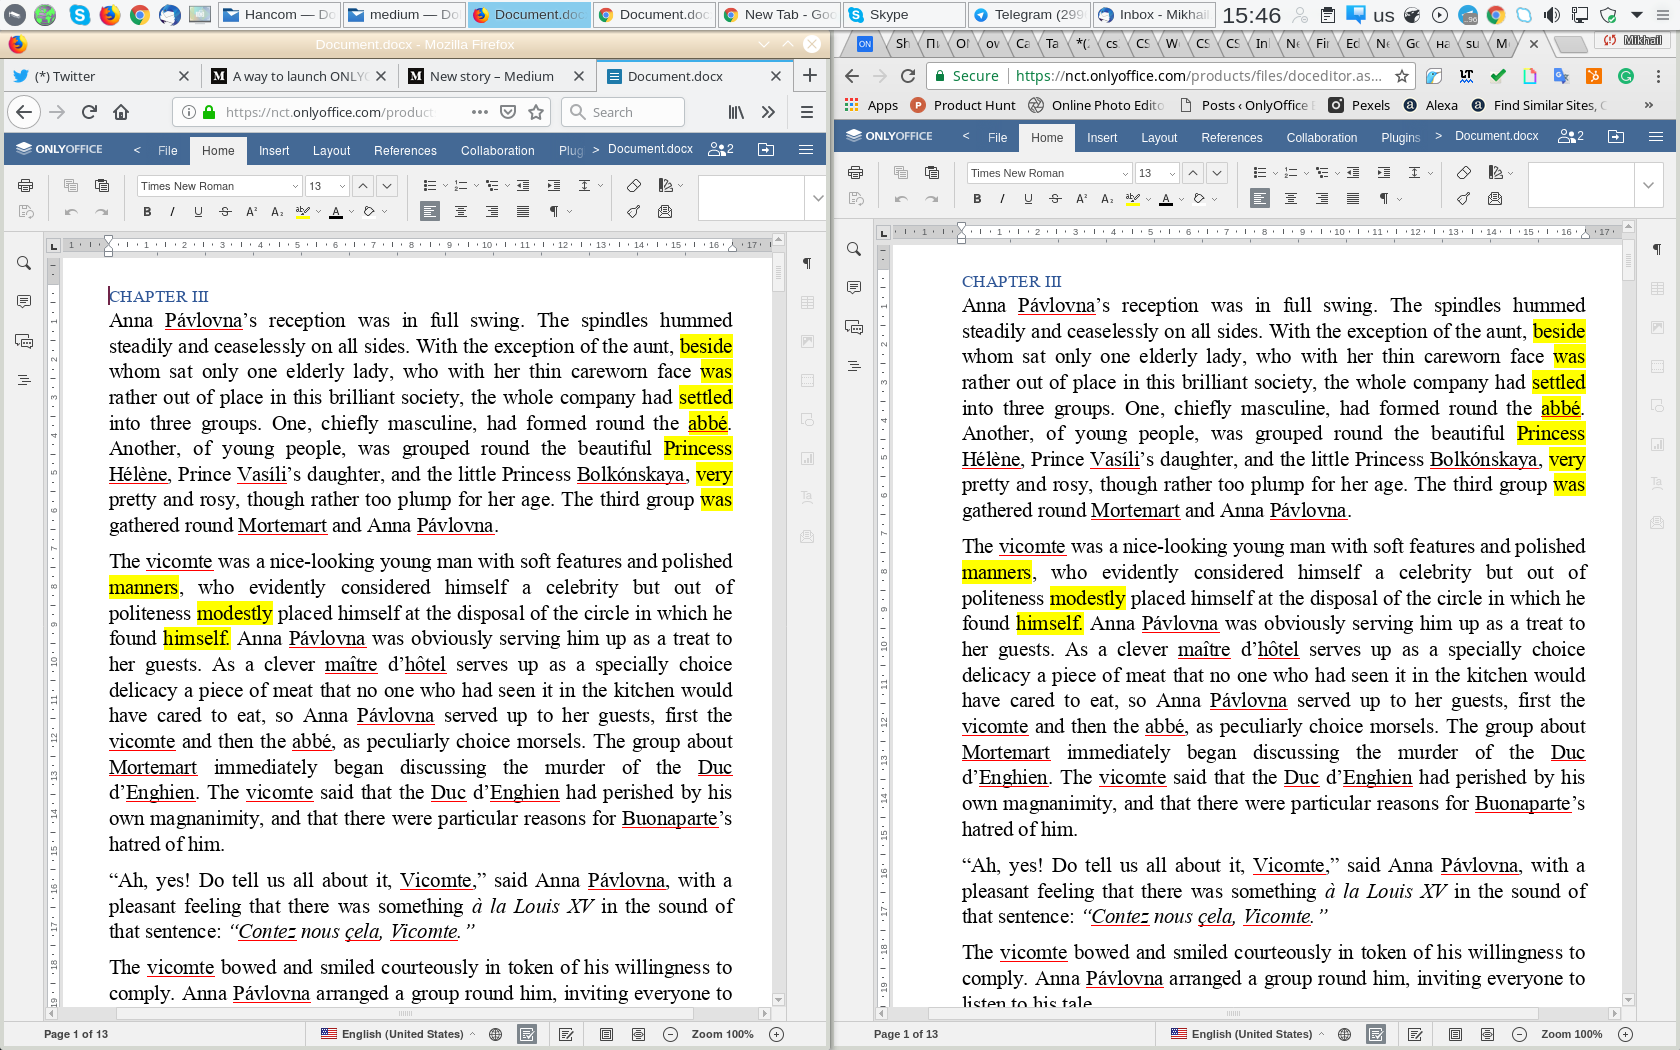 Hancom — Do
medium — Dol
Document.doc
Document.doc
New Tab - Goo
Skype
Telegram (299
Inbox - Mikhail
15:46
us
Document.docx - Mozilla Firefox
(*) Twitter
A way to launch ONLYO
New story – Medium
Document.docx
https://nct.onlyoffice.com/product
Search
ONLYOFFICE
File
Home
Insert
Layout
References
Collaboration
Plug
Document.docx
2
Times New Roman
13
CHAPTER III
Anna Pávlovna’s reception was in full swing. The spindles hummed
steadily and ceaselessly on all sides. With the exception of the aunt, beside
whom sat only one elderly lady, who with her thin careworn face was
rather out of place in this brilliant society, the whole company had settled
into three groups. One, chiefly masculine, had formed round the abbé.
Another, of young people, was grouped round the beautiful Princess
Hélène, Prince Vasíli’s daughter, and the little Princess Bolkónskaya, very
pretty and rosy, though rather too plump for her age. The third group was
gathered round Mortemart and Anna Pávlovna.
The vicomte was a nice-looking young man with soft features and polished
manners, who evidently considered himself a celebrity but out of
politeness modestly placed himself at the disposal of the circle in which he
found himself. Anna Pávlovna was obviously serving him up as a treat to
her guests. As a clever maître d’hôtel serves up as a specially choice
delicacy a piece of meat that no one who had seen it in the kitchen would
have cared to eat, so Anna Pávlovna served up to her guests, first the
vicomte and then the abbé, as peculiarly choice morsels. The group about
Mortemart immediately began discussing the murder of the Duc
d’Enghien. The vicomte said that the Duc d’Enghien had perished by his
own magnanimity, and that there were particular reasons for Buonaparte’s
hatred of him.
“Ah, yes! Do tell us all about it, Vicomte,” said Anna Pávlovna, with a
pleasant feeling that there was something à la Louis XV in the sound of
that sentence: “Contez nous çela, Vicomte.”
The vicomte bowed and smiled courteously in token of his willingness to
comply. Anna Pávlovna arranged a group round him, inviting everyone to
Page 1 of 13
English (United States)
Zoom 100%
Mikhail
Secure
https://nct.onlyoffice.com/products/files/doceditor.as...
Apps
Product Hunt
Online Photo Edito
Posts ‹ OnlyOffice
Pexels
Alexa
Find Similar Sites,
ONLYOFFICE
File
Home
Insert
Layout
References
Collaboration
Plugins
Document.docx
2
Times New Roman
13
CHAPTER III
Anna Pávlovna’s reception was in full swing. The spindles hummed
steadily and ceaselessly on all sides. With the exception of the aunt, beside
whom sat only one elderly lady, who with her thin careworn face was
rather out of place in this brilliant society, the whole company had settled
into three groups. One, chiefly masculine, had formed round the abbé.
Another, of young people, was grouped round the beautiful Princess
Hélène, Prince Vasíli’s daughter, and the little Princess Bolkónskaya, very
pretty and rosy, though rather too plump for her age. The third group was
gathered round Mortemart and Anna Pávlovna.
The vicomte was a nice-looking young man with soft features and polished
manners, who evidently considered himself a celebrity but out of
politeness modestly placed himself at the disposal of the circle in which he
found himself. Anna Pávlovna was obviously serving him up as a treat to
her guests. As a clever maître d’hôtel serves up as a specially choice
delicacy a piece of meat that no one who had seen it in the kitchen would
have cared to eat, so Anna Pávlovna served up to her guests, first the
vicomte and then the abbé, as peculiarly choice morsels. The group about
Mortemart immediately began discussing the murder of the Duc
d’Enghien. The vicomte said that the Duc d’Enghien had perished by his
own magnanimity, and that there were particular reasons for Buonaparte’s
hatred of him.
“Ah, yes! Do tell us all about it, Vicomte,” said Anna Pávlovna, with a
pleasant feeling that there was something à la Louis XV in the sound of
that sentence: “Contez nous çela, Vicomte.”
The vicomte bowed and smiled courteously in token of his willingness to
comply. Anna Pávlovna arranged a group round him, inviting everyone to
listen to his tale.
Page 1 of 13
English (United States)
Zoom 100%